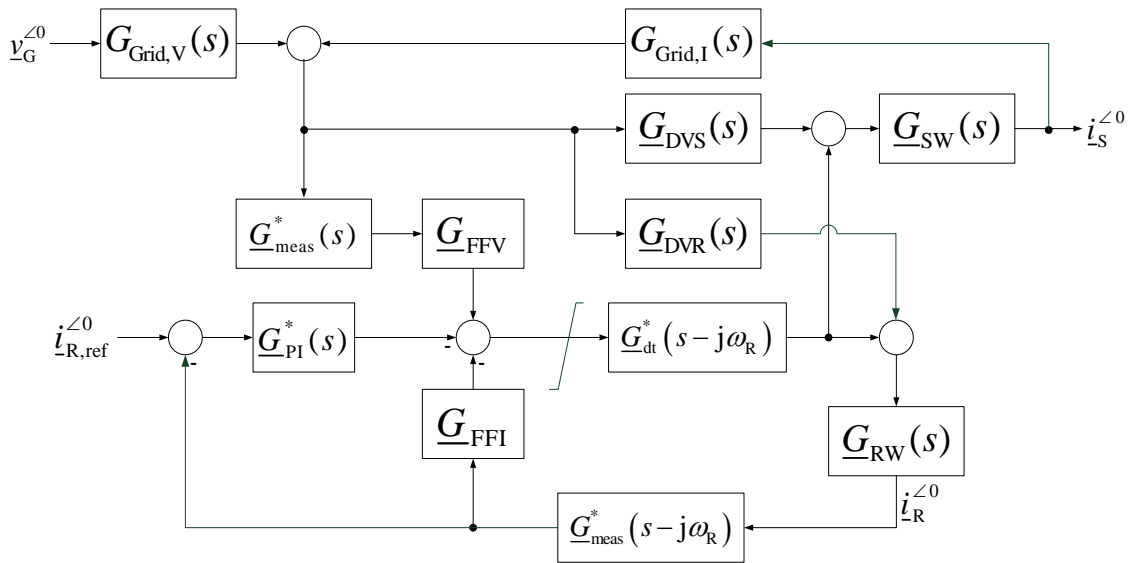 v_G^∠0
G_Grid,V(s)
G_Grid,I(s)
G_DVS(s)
G_SW(s)
i_S^∠0
G*_meas(s)
G_FFV
G_DVR(s)
i_R,ref^∠0
G*_PI(s)
-
-
G*_dt(s−jω_R)
-
G_FFI
G_RW(s)
i_R^∠0
G*_meas(s−jω_R)